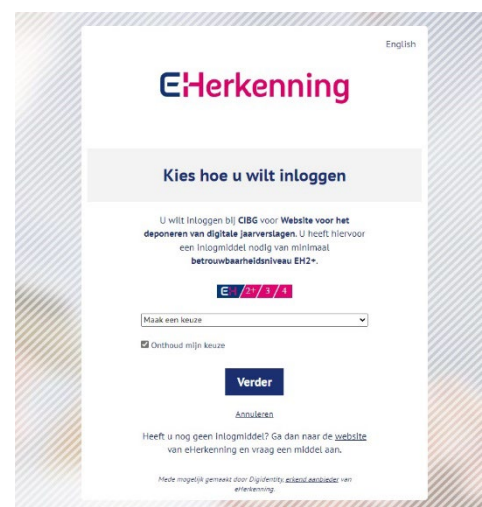 English
EHerkenning
Kies hoe u wilt inloggen
U wilt inloggen bij CIBG voor Website voor het
deponeren van digitale jaarverslagen. U heeft hiervoor
een inlogmiddel nodig van minimaal
betrouwbaarheidsniveau EH2+.
EH 2+ / 3 / 4
Maak een keuze
Onthoud mijn keuze
Verder
Annuleren
Heeft u nog geen inlogmiddel? Ga dan naar de website
van eHerkenning en vraag een middel aan.
Mede mogelijk gemaakt door Digidentity, erkend aanbieder van
eHerkenning.